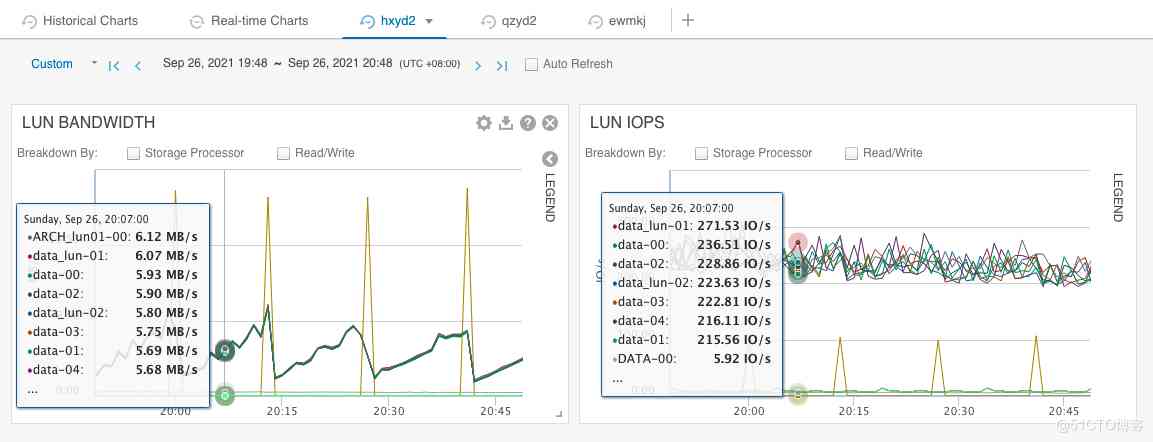 Historical Charts
Real-time Charts
hxyd2
qzyd2
ewmkj
Custom
Sep 26, 2021 19:48 ~ Sep 26, 2021 20:48 (UTC +08:00)
Auto Refresh
LUN BANDWIDTH
Breakdown By:
Storage Processor
Read/Write
LEGEND
Sunday, Sep 26, 20:07:00
ARCH_lun01-00: 6.12 MB/s
data_lun-01: 6.07 MB/s
data-00: 5.93 MB/s
data-02: 5.90 MB/s
data_lun-02: 5.80 MB/s
data-03: 5.75 MB/s
data-01: 5.69 MB/s
data-04: 5.68 MB/s
...
0.00
20:00
20:15
20:30
20:45
LUN IOPS
Breakdown By:
Storage Processor
Read/Write
LEGEND
Sunday, Sep 26, 20:07:00
data_lun-01: 271.53 IO/s
data-00: 236.51 IO/s
data-02: 228.86 IO/s
data_lun-02: 223.63 IO/s
data-03: 222.81 IO/s
data-04: 216.11 IO/s
data-01: 215.56 IO/s
DATA-00: 5.92 IO/s
...
0.00
20:00
20:15
20:30
20:45
@51CTO博客